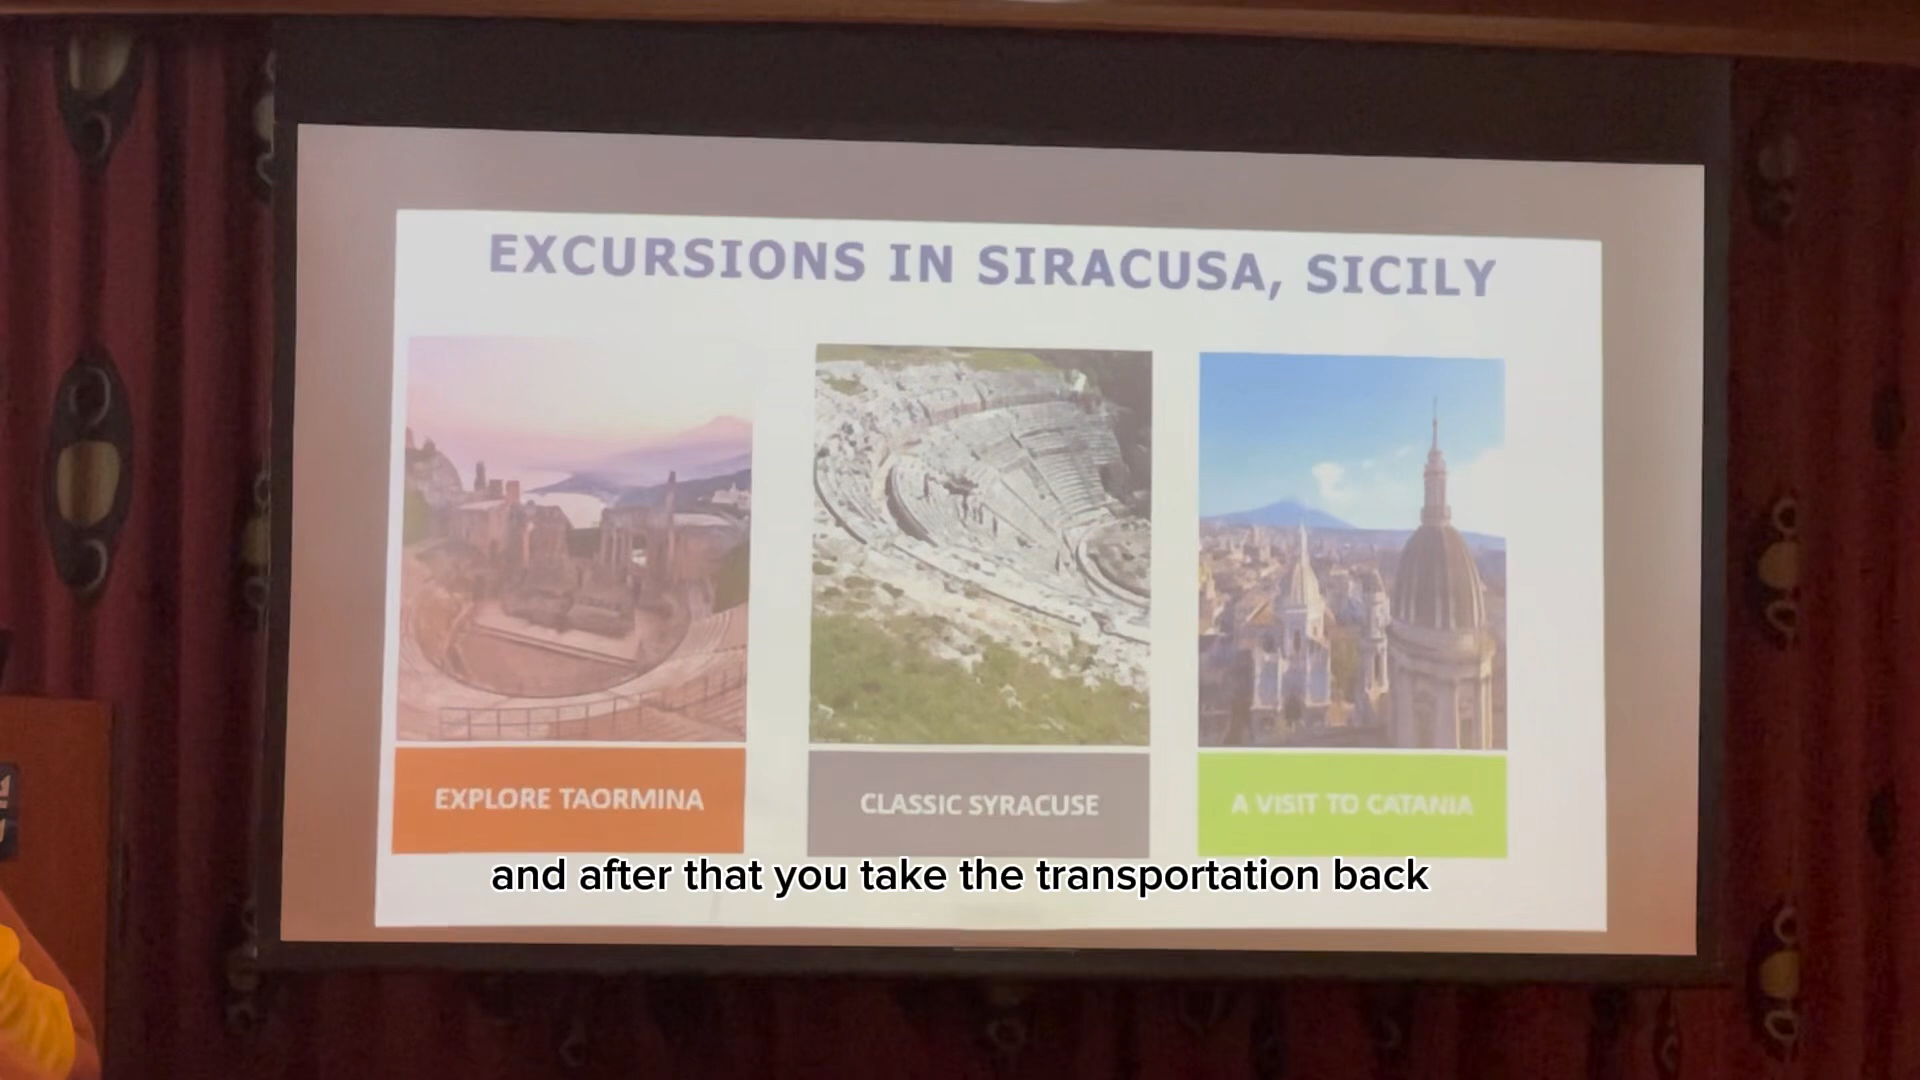 EXCURSIONS IN SIRACUSA, SICILY
EXPLORE TAORMINA
CLASSIC SYRACUSE
A VISIT TO CATANIA
and after that you take the transportation back